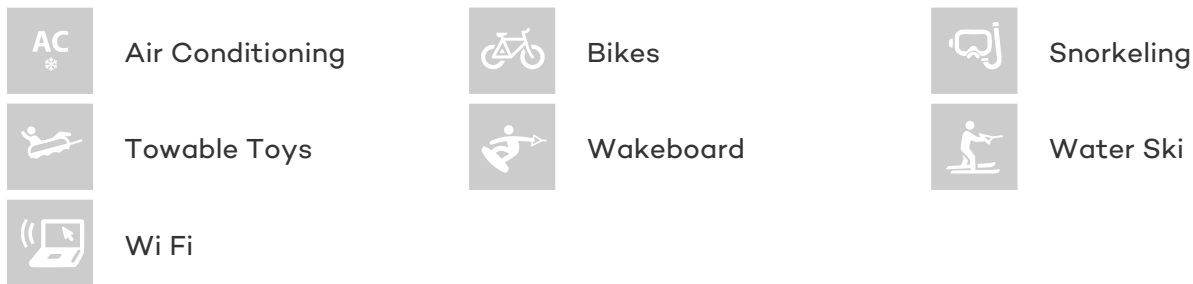 AC
Air Conditioning
Bikes
Snorkeling
Towable Toys
Wakeboard
Water Ski
Wi Fi